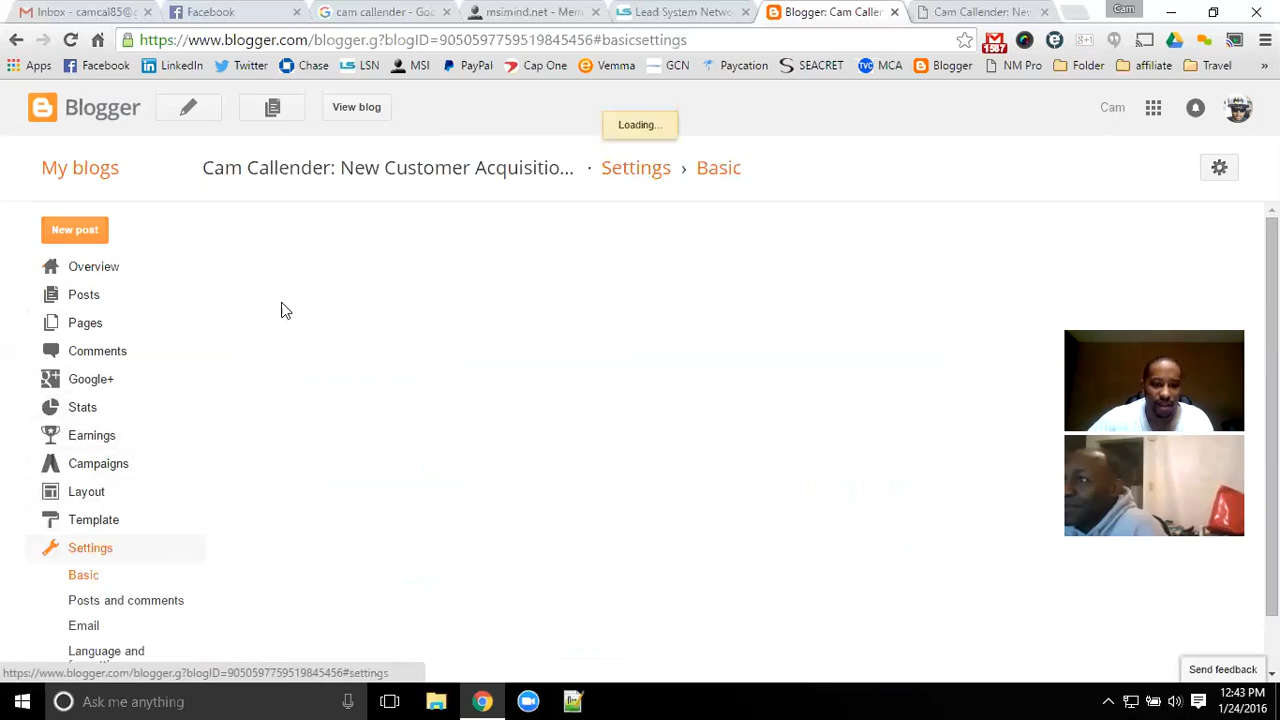 Inbox - camcal85@g
Facebook
cam callender - Goo
msimind.net - Mem
Lead System Netwo
Blogger: Cam Caller
Cam Callender: New
Cam
https://www.blogger.com/blogger.g?blogID=9050597759519845456#basicsettings
1587
Apps
Facebook
LinkedIn
Twitter
Chase
LSN
MSI
PayPal
Cap One
Vemma
GCN
Paycation
SEACRET
MCA
Blogger
NM Pro
Folder
affiliate
Travel
»
Blogger
View blog
Loading...
Cam
My blogs
Cam Callender: New Customer Acquisitio... · Settings › Basic
New post
Overview
Posts
Pages
Comments
Google+
Stats
Earnings
Campaigns
Layout
Template
Settings
Basic
Posts and comments
Email
Language and
https://www.blogger.com/blogger.g?blogID=9050597759519845456#settings
Send feedback
Ask me anything
12:43 PM
1/24/2016